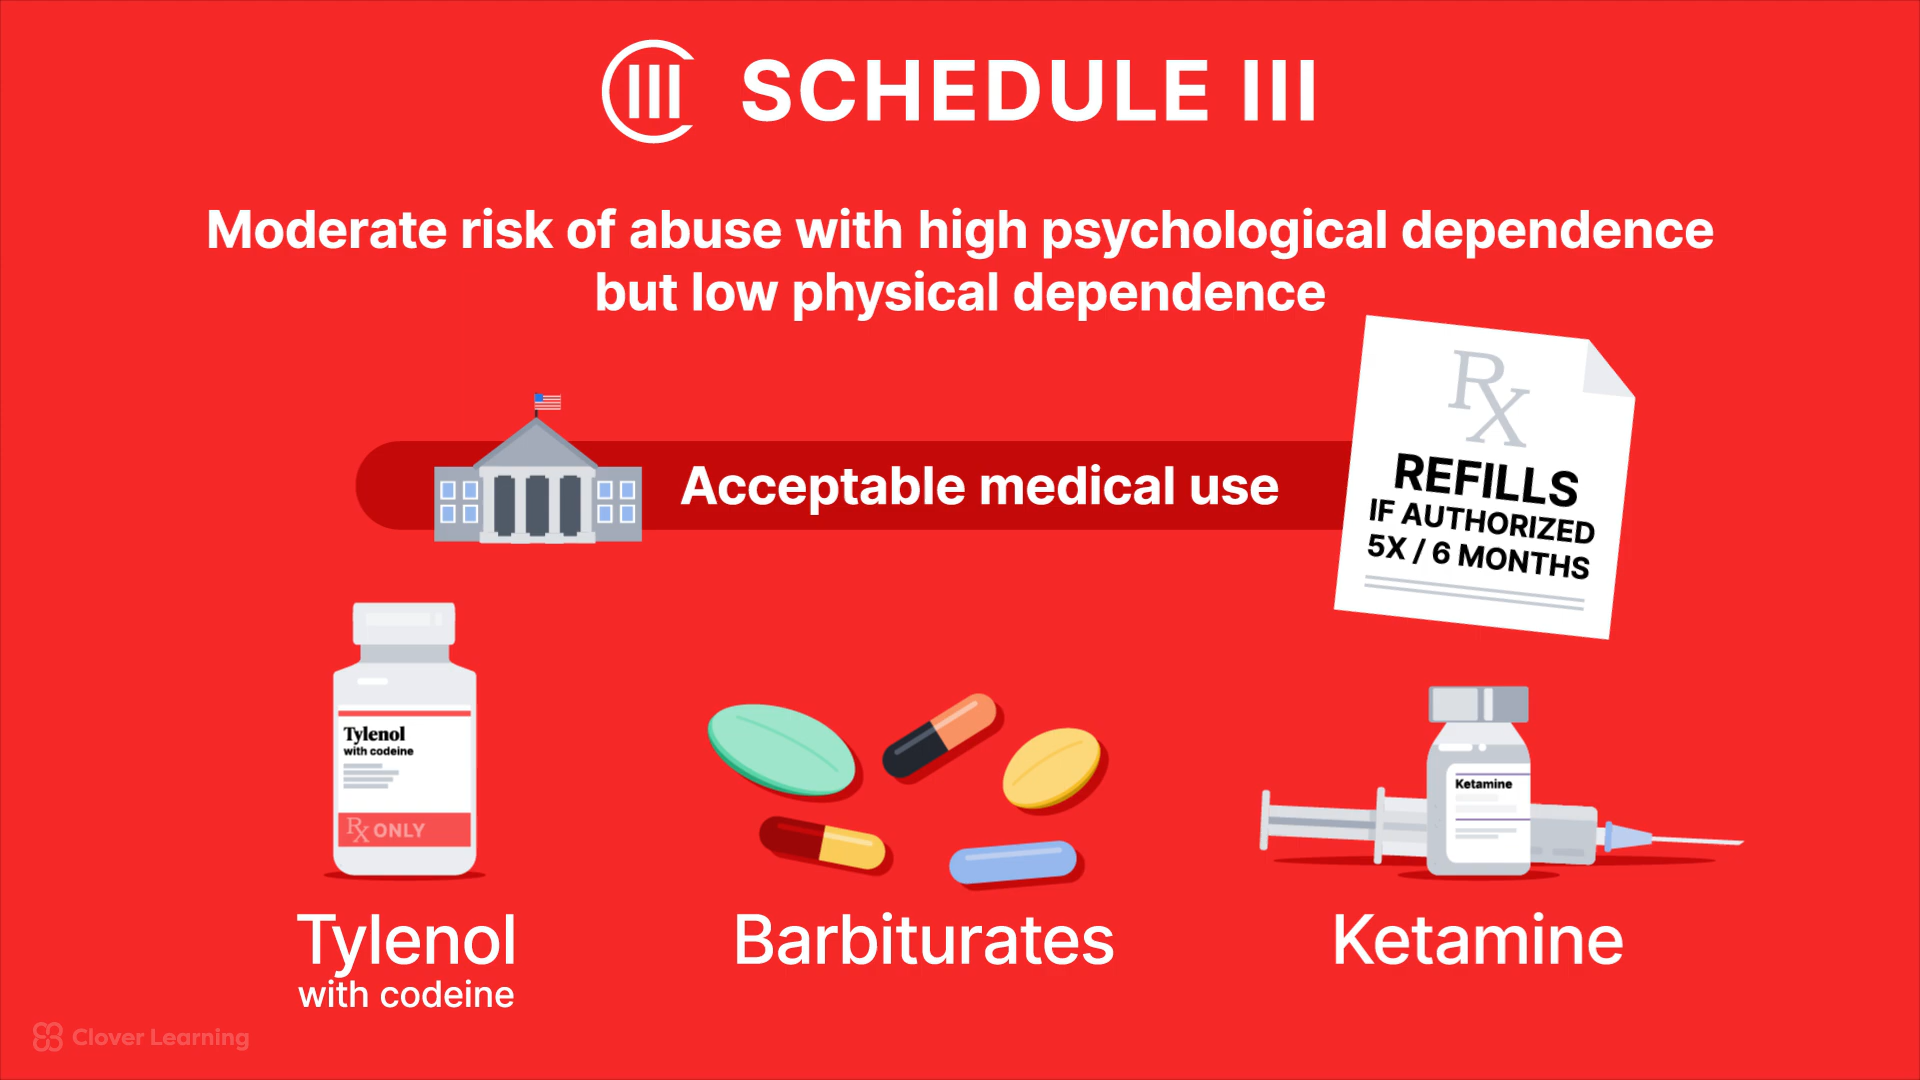 III SCHEDULE III
Moderate risk of abuse with high psychological dependence
but low physical dependence
Acceptable medical use
Rx
REFILLS
IF AUTHORIZED
5X / 6 MONTHS
Tylenol
with codeine
Rx ONLY
Ketamine
Tylenol
with codeine
Barbiturates
Ketamine
Clover Learning